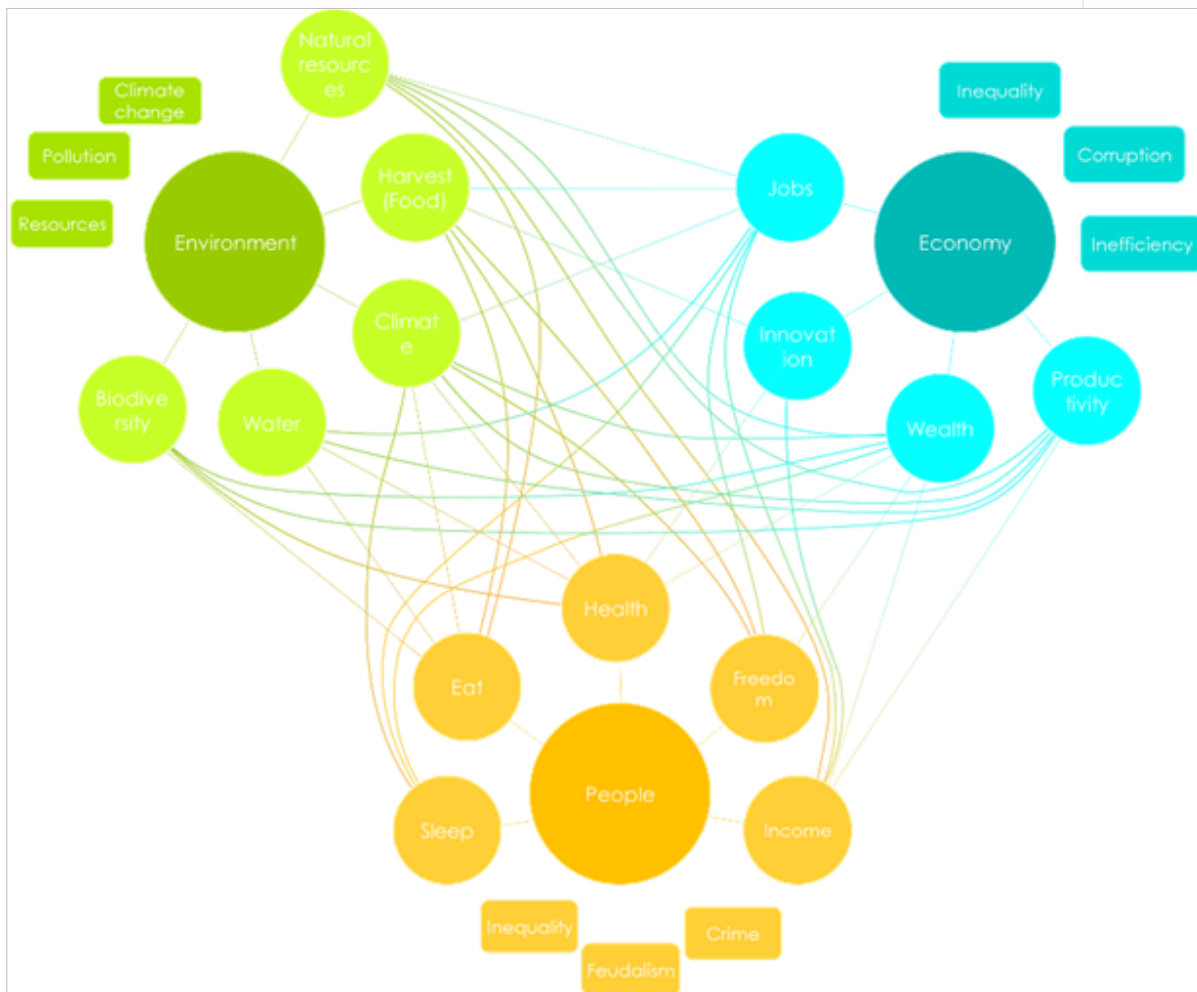 Natural
resourc
es
Climate
change
Pollution
Resources
Harvest
(Food)
Environment
Climat
e
Biodive
rsity
Water
Inequality
Corruption
Inefficiency
Jobs
Economy
Innovat
ion
Wealth
Produc
tivity
Health
Eat
Freedo
m
People
Sleep
Income
Inequality
Feudalism
Crime